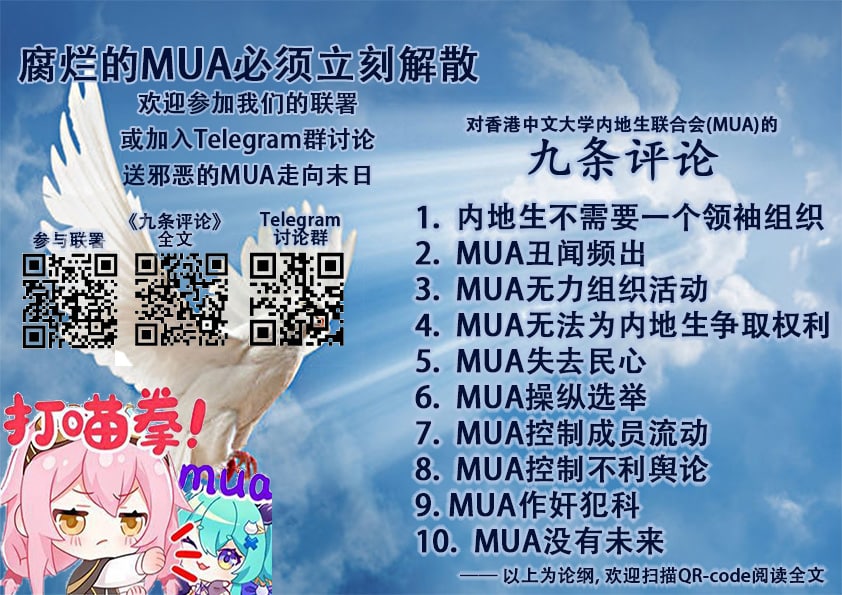 腐烂的MUA必须立刻解散
欢迎参加我们的联署
或加入Telegram群讨论
送邪恶的MUA走向末日
参与联署
《九条评论》
全文
Telegram
讨论群
打喵拳!
mua
对香港中文大学内地生联合会(MUA)的
九条评论
1. 内地生不需要一个领袖组织
2. MUA丑闻频出
3. MUA无力组织活动
4. MUA无法为内地生争取权利
5. MUA失去民心
6. MUA操纵选举
7. MUA控制成员流动
8. MUA控制不利舆论
9. MUA作奸犯科
10. MUA没有未来
—— 以上为论纲, 欢迎扫描QR-code阅读全文